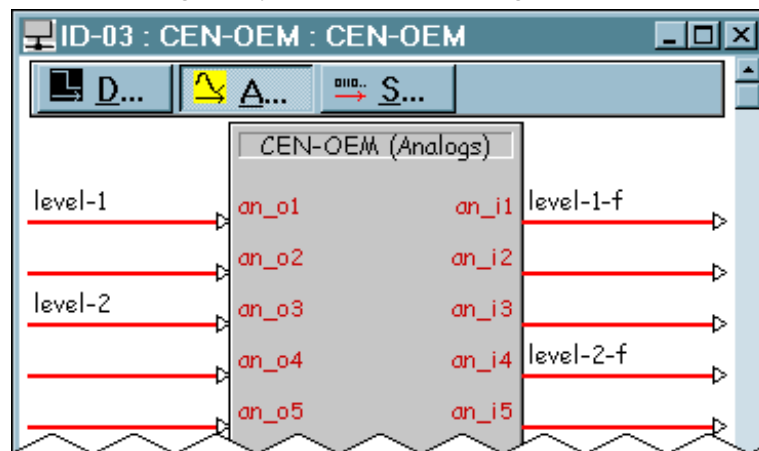 ID-03 : CEN-OEM : CEN-OEM
D... A... S...
CEN-OEM (Analogs)
level-1 an_o1 an_i1 level-1-f
an_o2 an_i2
level-2 an_o3 an_i3
an_o4 an_i4 level-2-f
an_o5 an_i5